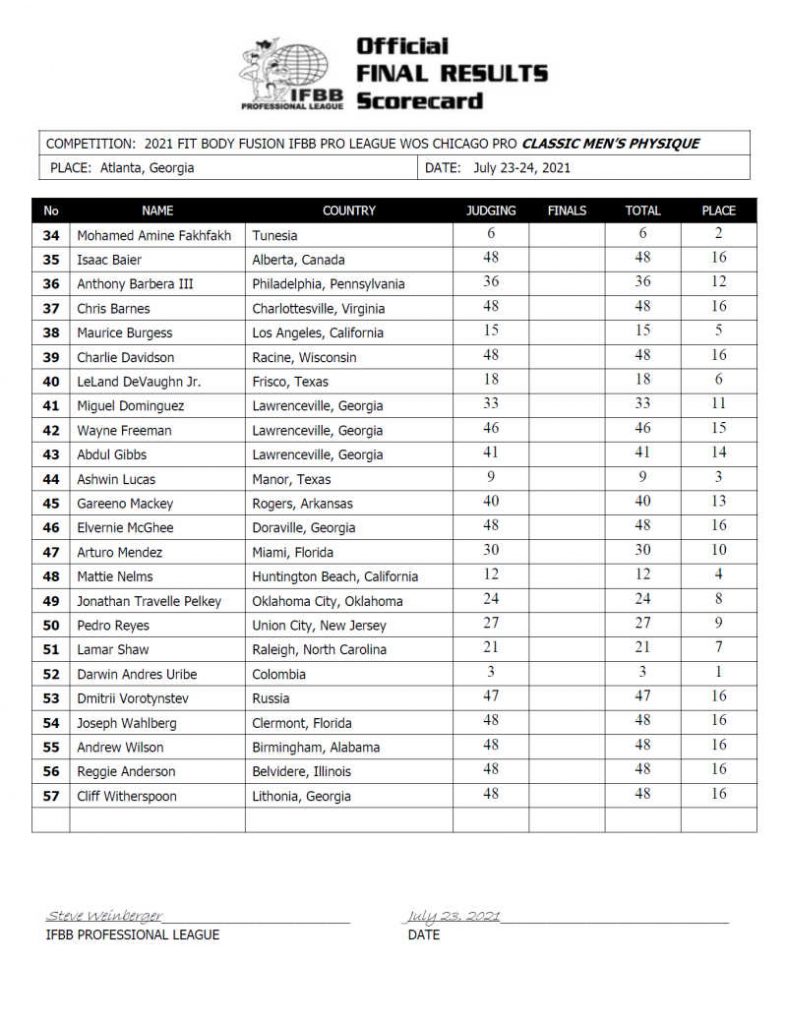 Official
FINAL RESULTS
IFBB
PROFESSIONAL LEAGUE
Scorecard
COMPETITION: 2021 FIT BODY FUSION IFBB PRO LEAGUE WOS CHICAGO PRO CLASSIC MEN'S PHYSIQUE
PLACE: Atlanta, Georgia DATE: July 23-24, 2021
No NAME COUNTRY JUDGING FINALS TOTAL PLACE
34 Mohamed Amine Fakhfakh Tunesia 6 6 2
35 Isaac Baier Alberta, Canada 48 48 16
36 Anthony Barbera III Philadelphia, Pennsylvania 36 36 12
37 Chris Barnes Charlottesville, Virginia 48 48 16
38 Maurice Burgess Los Angeles, California 15 15 5
39 Charlie Davidson Racine, Wisconsin 48 48 16
40 LeLand DeVaughn Jr. Frisco, Texas 18 18 6
41 Miguel Dominguez Lawrenceville, Georgia 33 33 11
42 Wayne Freeman Lawrenceville, Georgia 46 46 15
43 Abdul Gibbs Lawrenceville, Georgia 41 41 14
44 Ashwin Lucas Manor, Texas 9 9 3
45 Gareeno Mackey Rogers, Arkansas 40 40 13
46 Elvernie McGhee Doraville, Georgia 48 48 16
47 Arturo Mendez Miami, Florida 30 30 10
48 Mattie Nelms Huntington Beach, California 12 12 4
49 Jonathan Travelle Pelkey Oklahoma City, Oklahoma 24 24 8
50 Pedro Reyes Union City, New Jersey 27 27 9
51 Lamar Shaw Raleigh, North Carolina 21 21 7
52 Darwin Andres Uribe Colombia 3 3 1
53 Dmitrii Vorotynstev Russia 47 47 16
54 Joseph Wahlberg Clermont, Florida 48 48 16
55 Andrew Wilson Birmingham, Alabama 48 48 16
56 Reggie Anderson Belvidere, Illinois 48 48 16
57 Cliff Witherspoon Lithonia, Georgia 48 48 16
Steve Weinberger July 23, 2021
IFBB PROFESSIONAL LEAGUE DATE